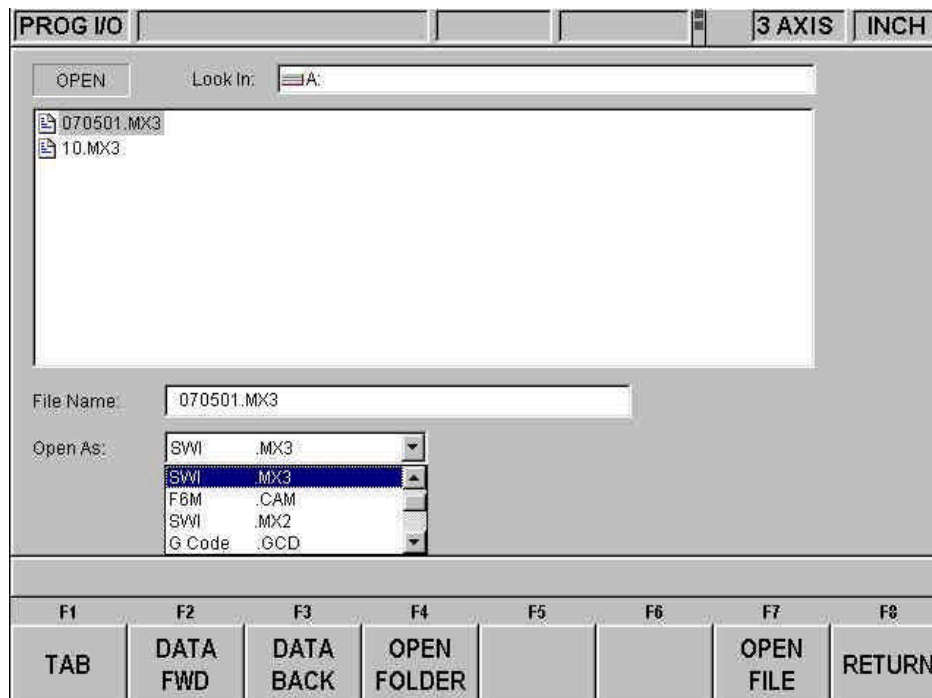 PROG I/O 3 AXIS INCH
OPEN Look In: A:
070501.MX3
10.MX3
File Name: 070501.MX3
Open As: SWI .MX3
SWI .MX3
F6M .CAM
SWI .MX2
G Code .GCD
F1 F2 F3 F4 F5 F6 F7 F8
TAB DATA FWD DATA BACK OPEN FOLDER OPEN FILE RETURN